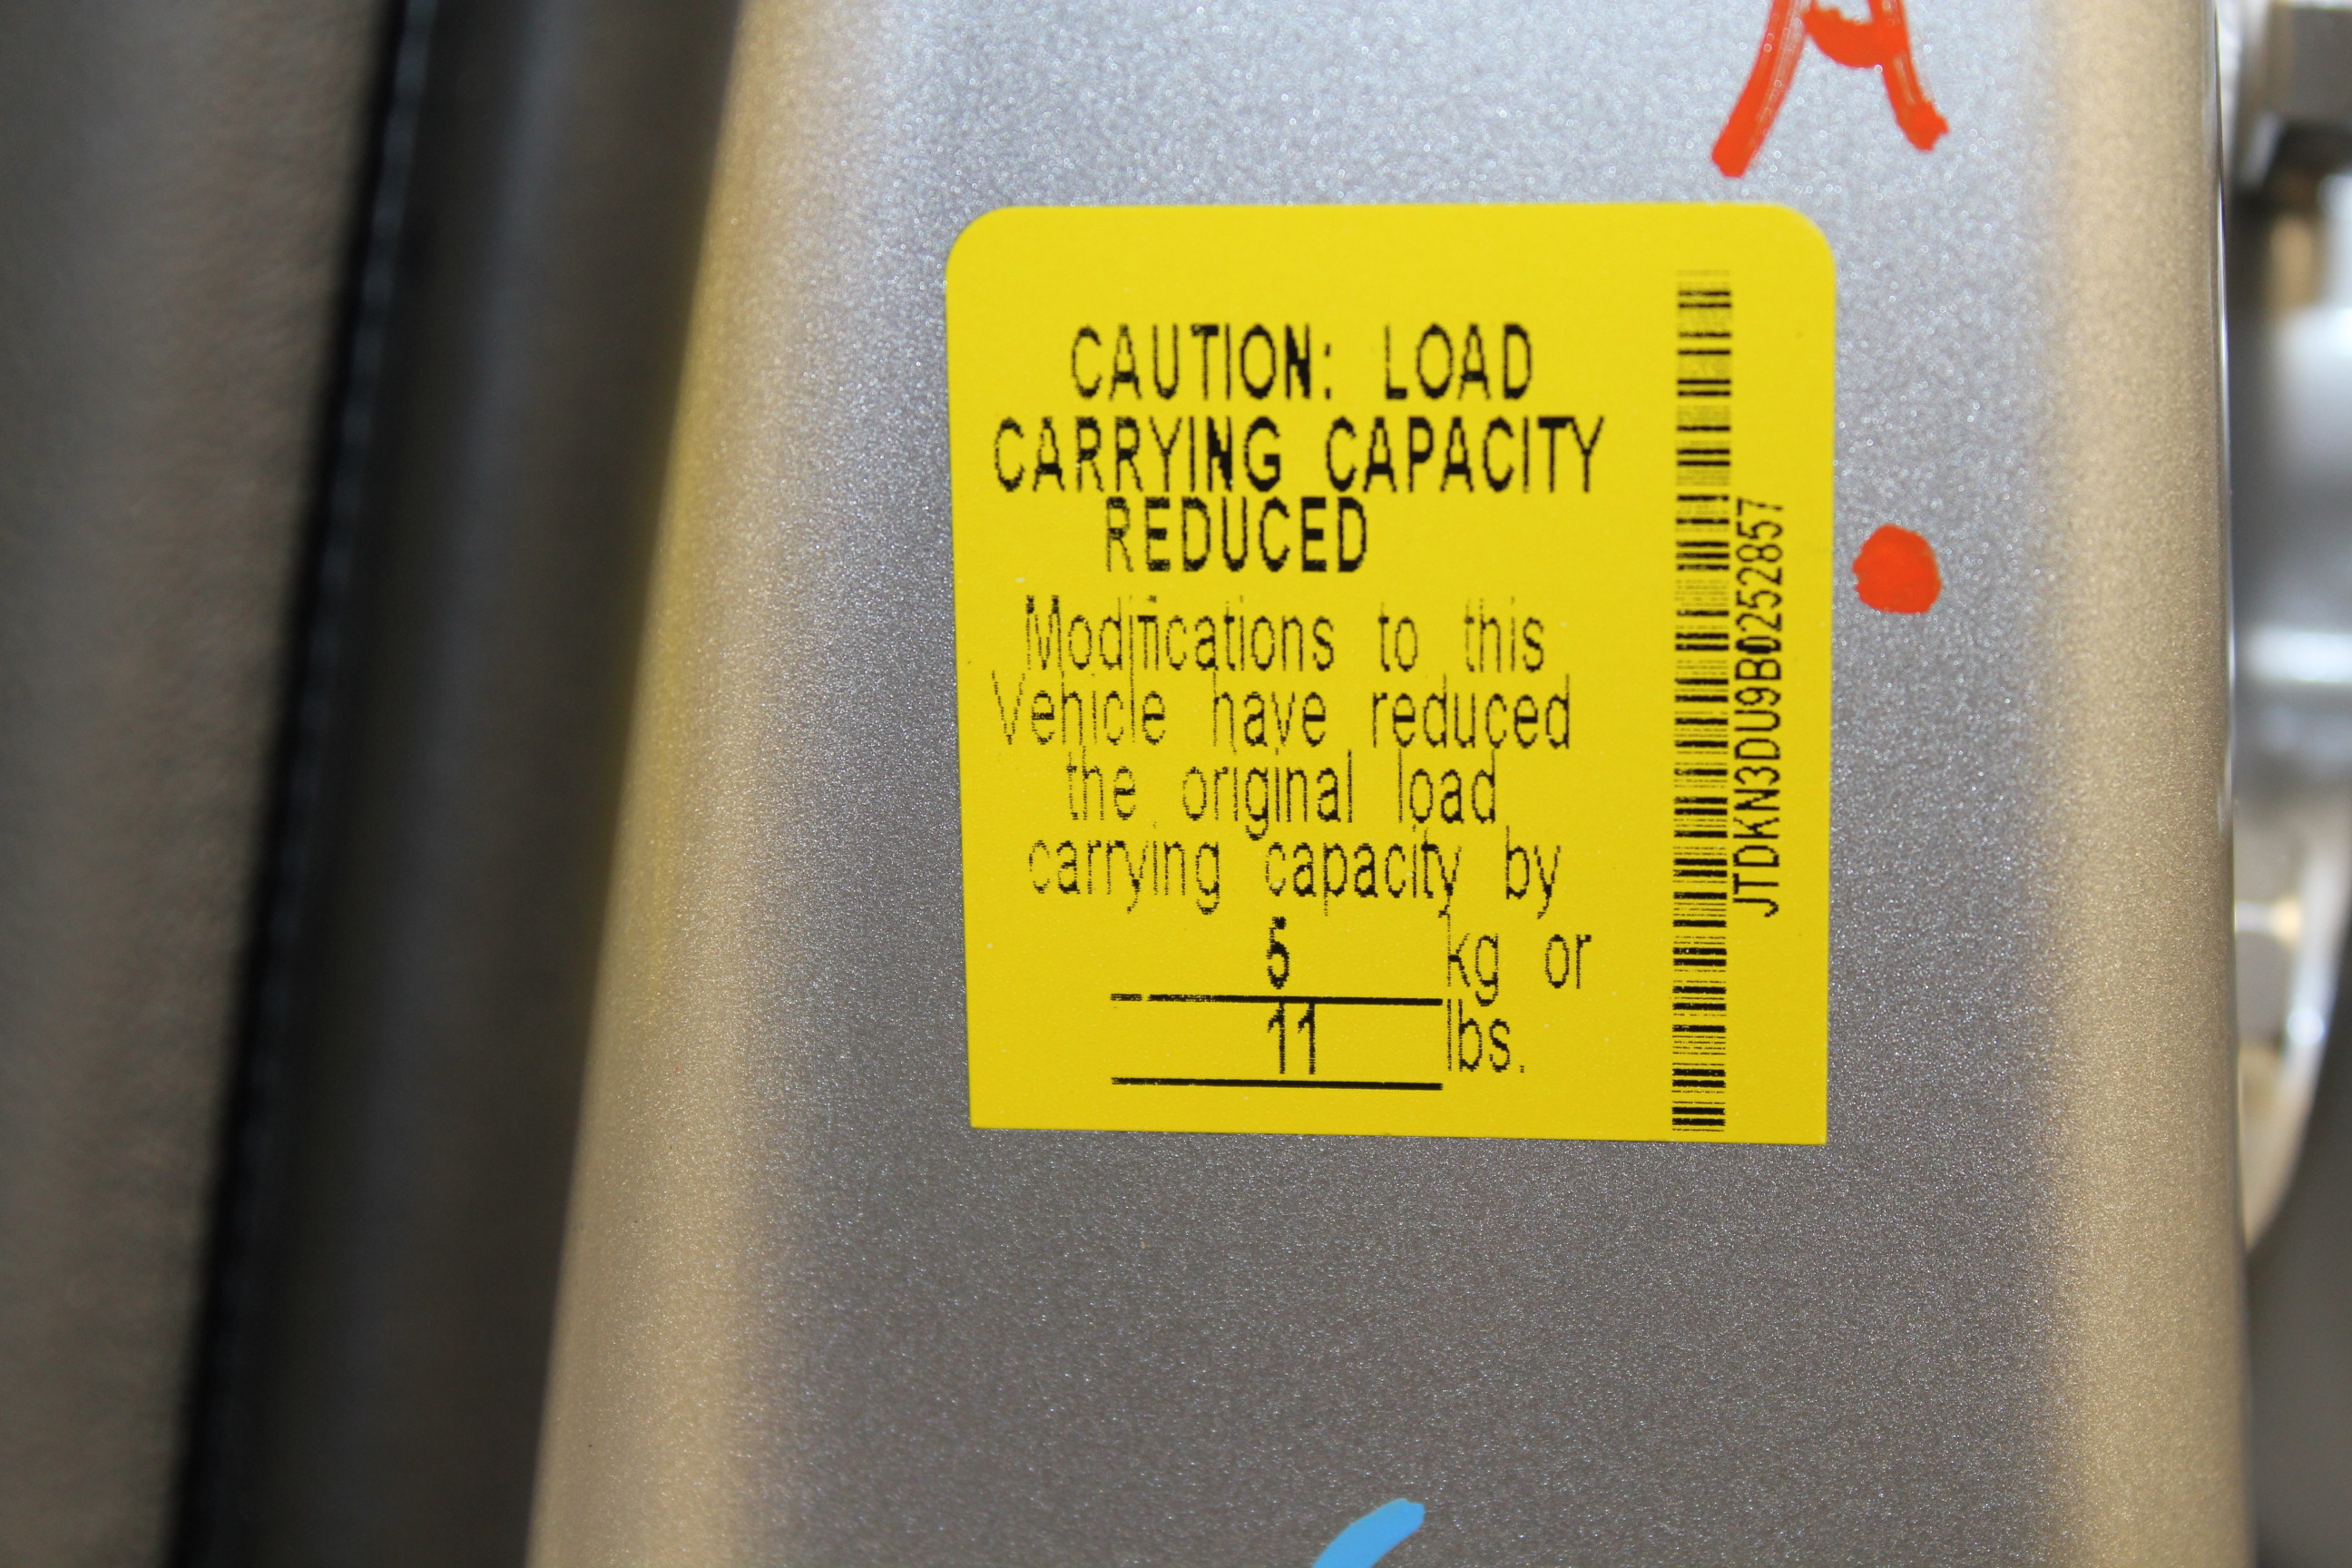 A
CAUTION: LOAD
CARRYING CAPACITY
REDUCED
Modifications to this
Vehicle have reduced
the original load
carrying capacity by
5 kg or
11 lbs.
JTDKN3DU9B0252857